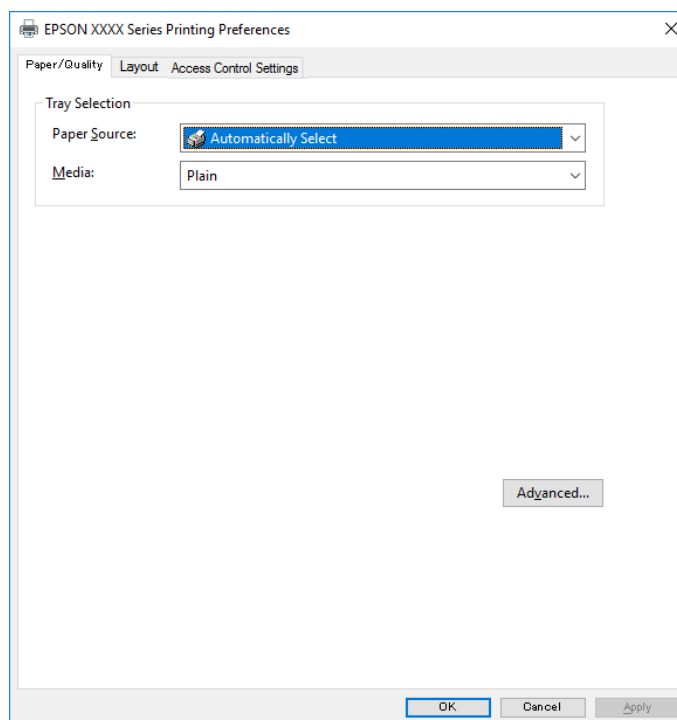 EPSON XXXX Series Printing Preferences
Paper/Quality Layout Access Control Settings
Tray Selection
Paper Source: Automatically Select
Media: Plain
Advanced...
OK Cancel Apply